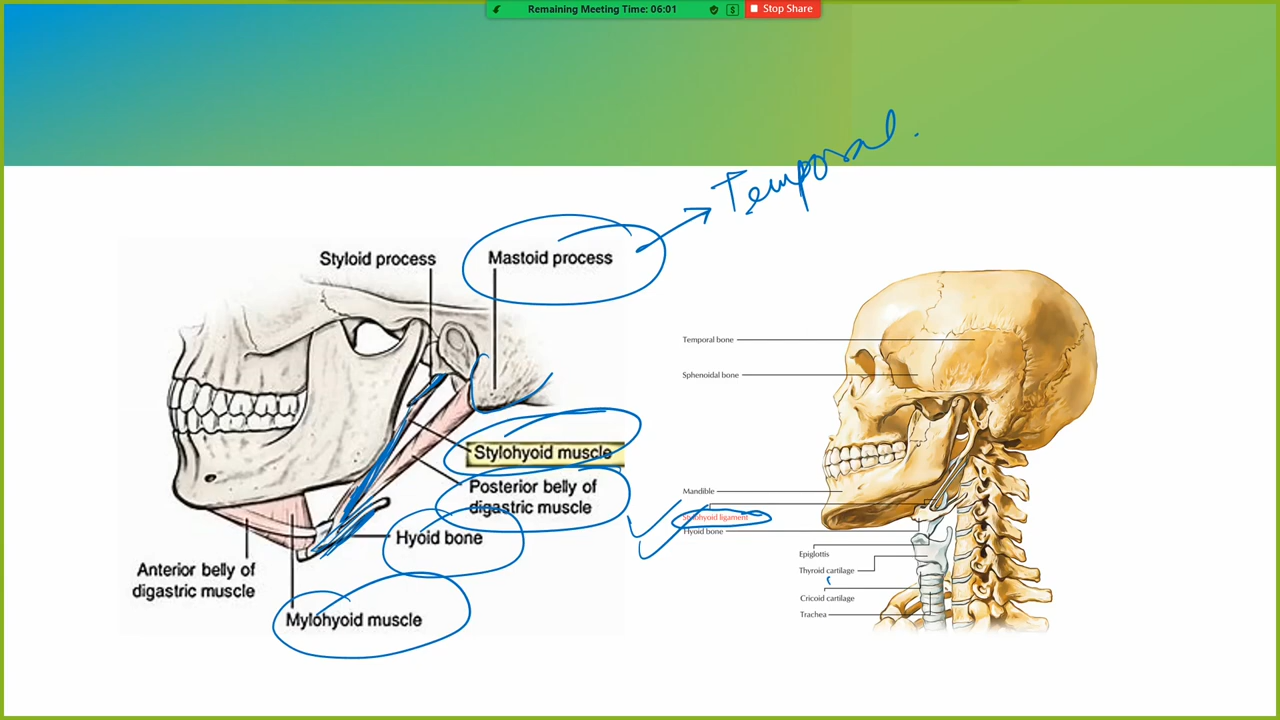 Remaining Meeting Time: 06:01
Stop Share
Temporal.
Styloid process
Mastoid process
Stylohyoid muscle
Posterior belly of
digastric muscle
Hyoid bone
Anterior belly of
digastric muscle
Mylohyoid muscle
Temporal bone
Sphenoidal bone
Mandible
Stylohyoid ligament
Hyoid bone
Epiglottis
Thyroid cartilage
Cricoid cartilage
Trachea